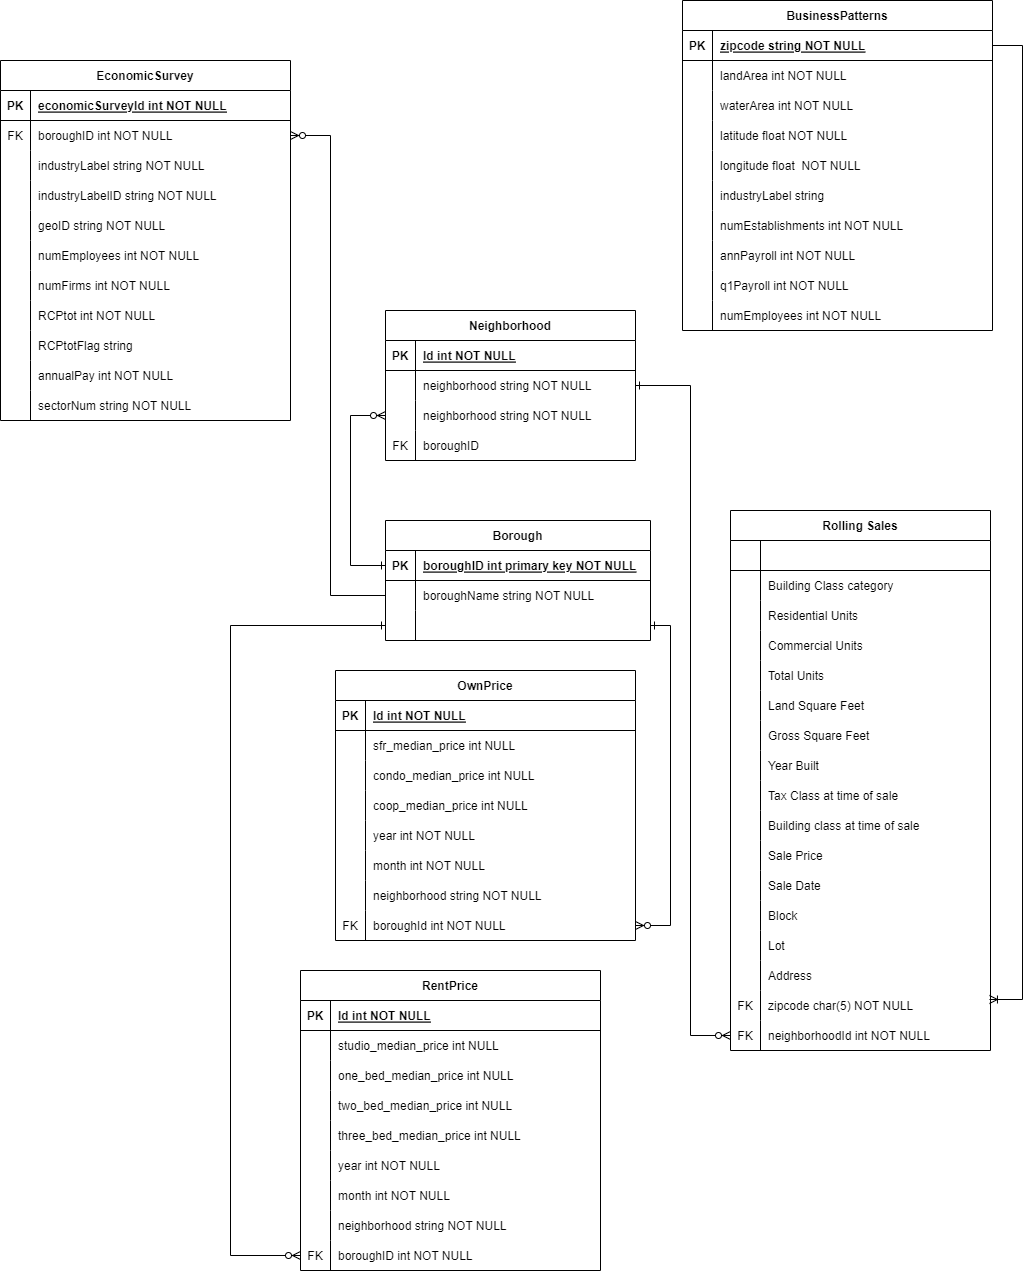 BusinessPatterns
PK zipcode string NOT NULL
landArea int NOT NULL
waterArea int NOT NULL
latitude float NOT NULL
longitude float  NOT NULL
industryLabel string
numEstablishments int NOT NULL
annPayroll int NOT NULL
q1Payroll int NOT NULL
numEmployees int NOT NULL
EconomicSurvey
PK economicSurveyId int NOT NULL
FK boroughID int NOT NULL
industryLabel string NOT NULL
industryLabelID string NOT NULL
geoID string NOT NULL
numEmployees int NOT NULL
numFirms int NOT NULL
RCPtot int NOT NULL
RCPtotFlag string
annualPay int NOT NULL
sectorNum string NOT NULL
Neighborhood
PK Id int NOT NULL
neighborhood string NOT NULL
neighborhood string NOT NULL
FK boroughID
Borough
PK boroughID int primary key NOT NULL
boroughName string NOT NULL
Rolling Sales
Building Class category
Residential Units
Commercial Units
Total Units
Land Square Feet
Gross Square Feet
Year Built
Tax Class at time of sale
Building class at time of sale
Sale Price
Sale Date
Block
Lot
Address
FK zipcode char(5) NOT NULL
FK neighborhoodId int NOT NULL
OwnPrice
PK Id int NOT NULL
sfr_median_price int NULL
condo_median_price int NULL
coop_median_price int NULL
year int NOT NULL
month int NOT NULL
neighborhood string NOT NULL
FK boroughId int NOT NULL
RentPrice
PK Id int NOT NULL
studio_median_price int NULL
one_bed_median_price int NULL
two_bed_median_price int NULL
three_bed_median_price int NULL
year int NOT NULL
month int NOT NULL
neighborhood string NOT NULL
FK boroughID int NOT NULL